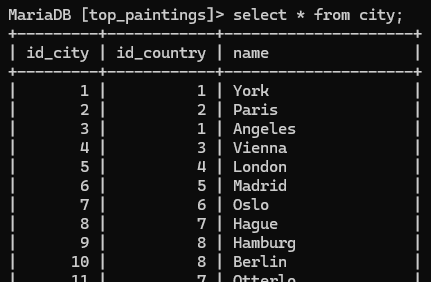 MariaDB [top_paintings]> select * from city;
+---------+------------+---------------------+
| id_city | id_country | name                |
+---------+------------+---------------------+
|       1 |          1 | York                |
|       2 |          2 | Paris               |
|       3 |          1 | Angeles             |
|       4 |          3 | Vienna              |
|       5 |          4 | London              |
|       6 |          5 | Madrid              |
|       7 |          6 | Oslo                |
|       8 |          7 | Hague               |
|       9 |          8 | Hamburg             |
|      10 |          8 | Berlin              |
|      11 |          7 | Otterlo             |